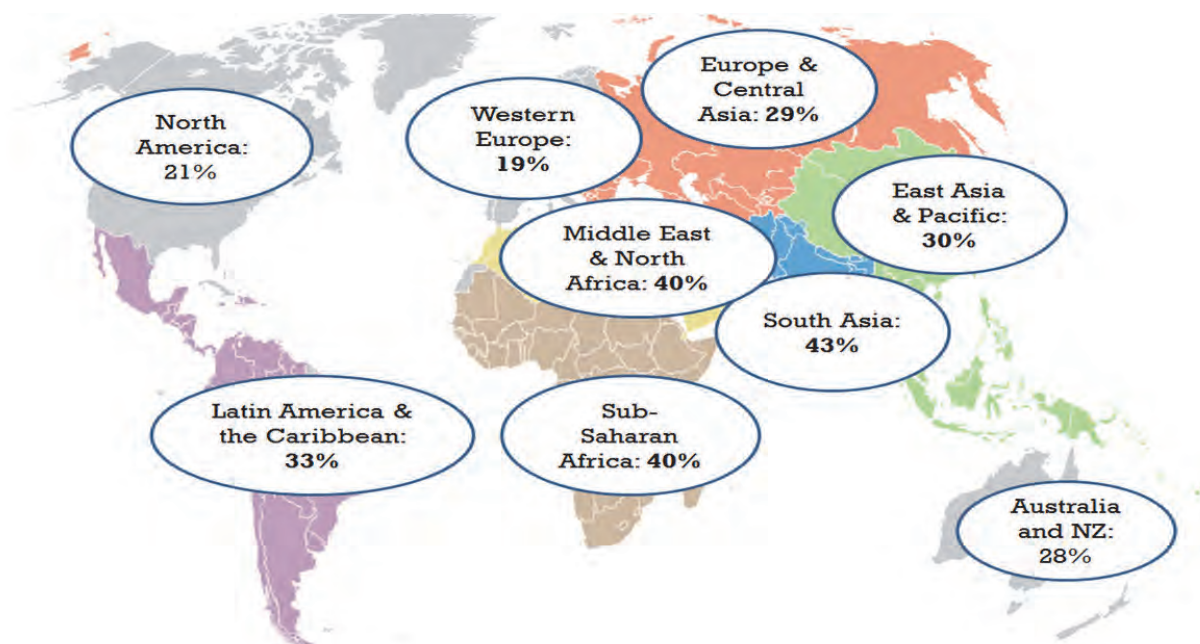 Europe &
Central
Asia: 29%
North
America:
21%
Western
Europe:
19%
East Asia
& Pacific:
30%
Middle East
& North
Africa: 40%
South Asia:
43%
Latin America &
the Caribbean:
33%
Sub-
Saharan
Africa: 40%
Australia
and NZ:
28%